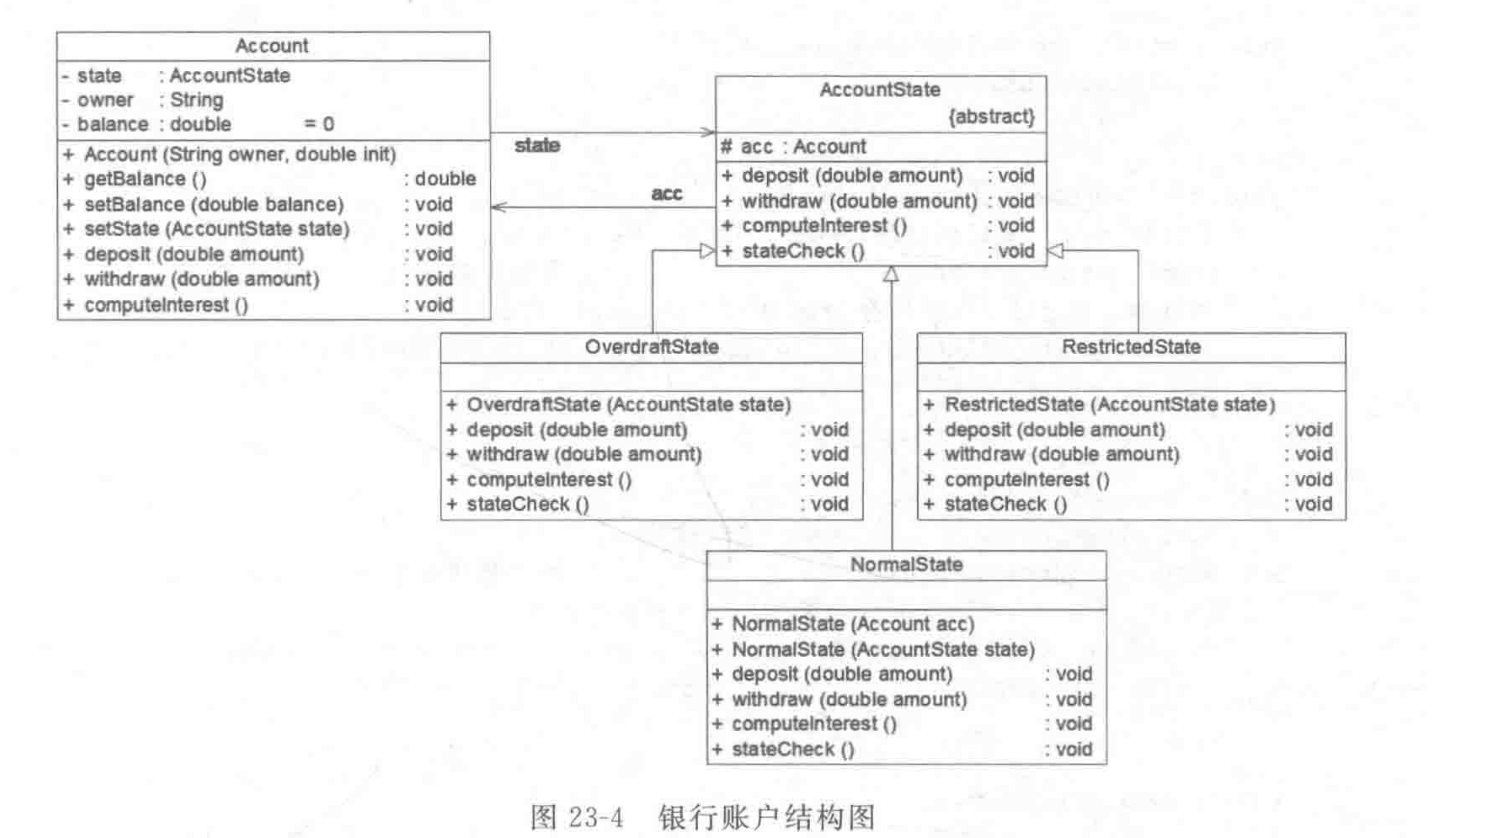 Account
- state : AccountState
- owner : String
- balance : double = 0
+ Account (String owner, double init)
+ getBalance () : double
+ setBalance (double balance) : void
+ setState (AccountState state) : void
+ deposit (double amount) : void
+ withdraw (double amount) : void
+ computeInterest () : void
state
acc
AccountState
{abstract}
# acc : Account
+ deposit (double amount) : void
+ withdraw (double amount) : void
+ computeInterest () : void
+ stateCheck () : void
OverdraftState
+ OverdraftState (AccountState state)
+ deposit (double amount) : void
+ withdraw (double amount) : void
+ computeInterest () : void
+ stateCheck () : void
RestrictedState
+ RestrictedState (AccountState state)
+ deposit (double amount) : void
+ withdraw (double amount) : void
+ computeInterest () : void
+ stateCheck () : void
NormalState
+ NormalState (Account acc)
+ NormalState (AccountState state)
+ deposit (double amount) : void
+ withdraw (double amount) : void
+ computeInterest () : void
+ stateCheck () : void
图 23-4 银行账户结构图